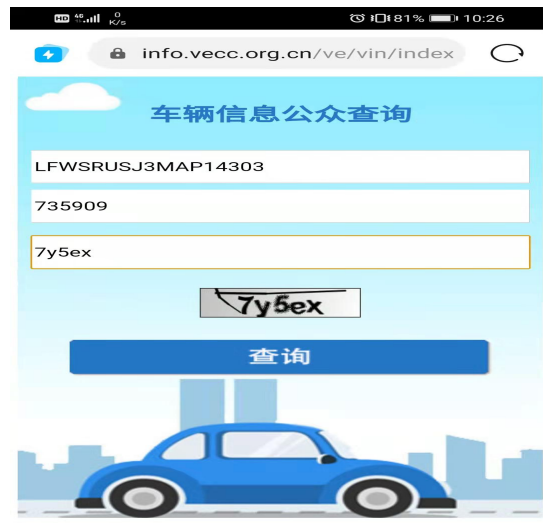 HD 46 0 K/s 81% 10:26
info.vecc.org.cn/ve/vin/index
车辆信息公众查询
LFWSRUSJ3MAP14303
735909
7y5ex
7y5ex
查询